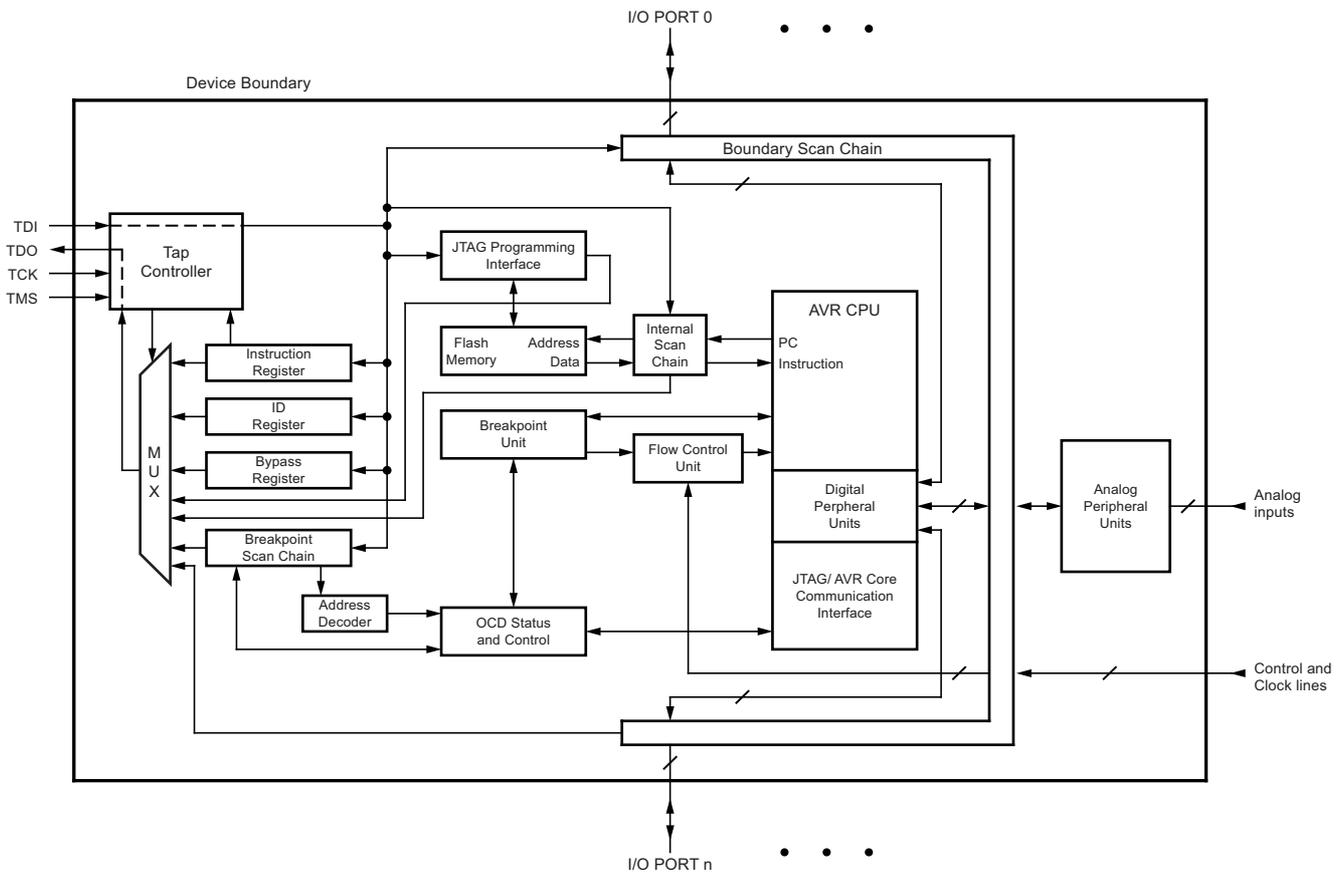 I/O PORT 0
Device Boundary
Boundary Scan Chain
TDI
TDO
TCK
TMS
Tap
Controller
JTAG Programming
Interface
AVR CPU
Flash
Memory
Address
Data
Internal
Scan
Chain
PC
Instruction
Instruction
Register
ID
Register
Breakpoint
Unit
Flow Control
Unit
M
U
X
Bypass
Register
Digital
Perpheral
Units
Analog
Peripheral
Units
Analog
inputs
Breakpoint
Scan Chain
JTAG/ AVR Core
Communication
Interface
Address
Decoder
OCD Status
and Control
Control and
Clock lines
I/O PORT n